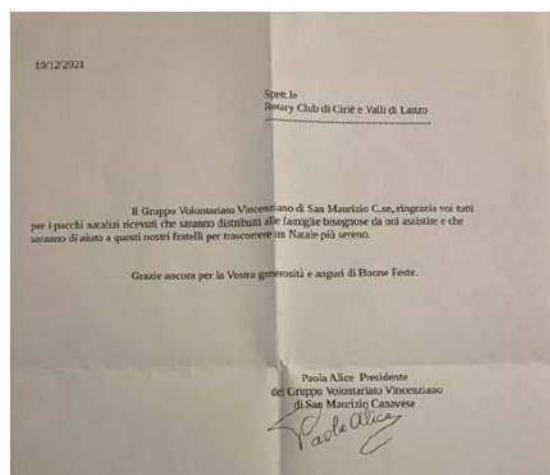 19/12/2021
Spett.le
Rotary Club di Ciriè e Valli di Lanzo
Il Gruppo Volontariato Vincenziano di San Maurizio C.se, ringrazia voi tutti
per i pacchi natalizi ricevuti che saranno distribuiti alle famiglie bisognose da noi assistite e che
saranno di aiuto a questi nostri fratelli per trascorrere un Natale più sereno.
Grazie ancora per la Vostra generosità e auguri di Buone Feste.
Paola Alice Presidente
del Gruppo Volontariato Vincenziano
di San Maurizio Canavese
Paola Alice